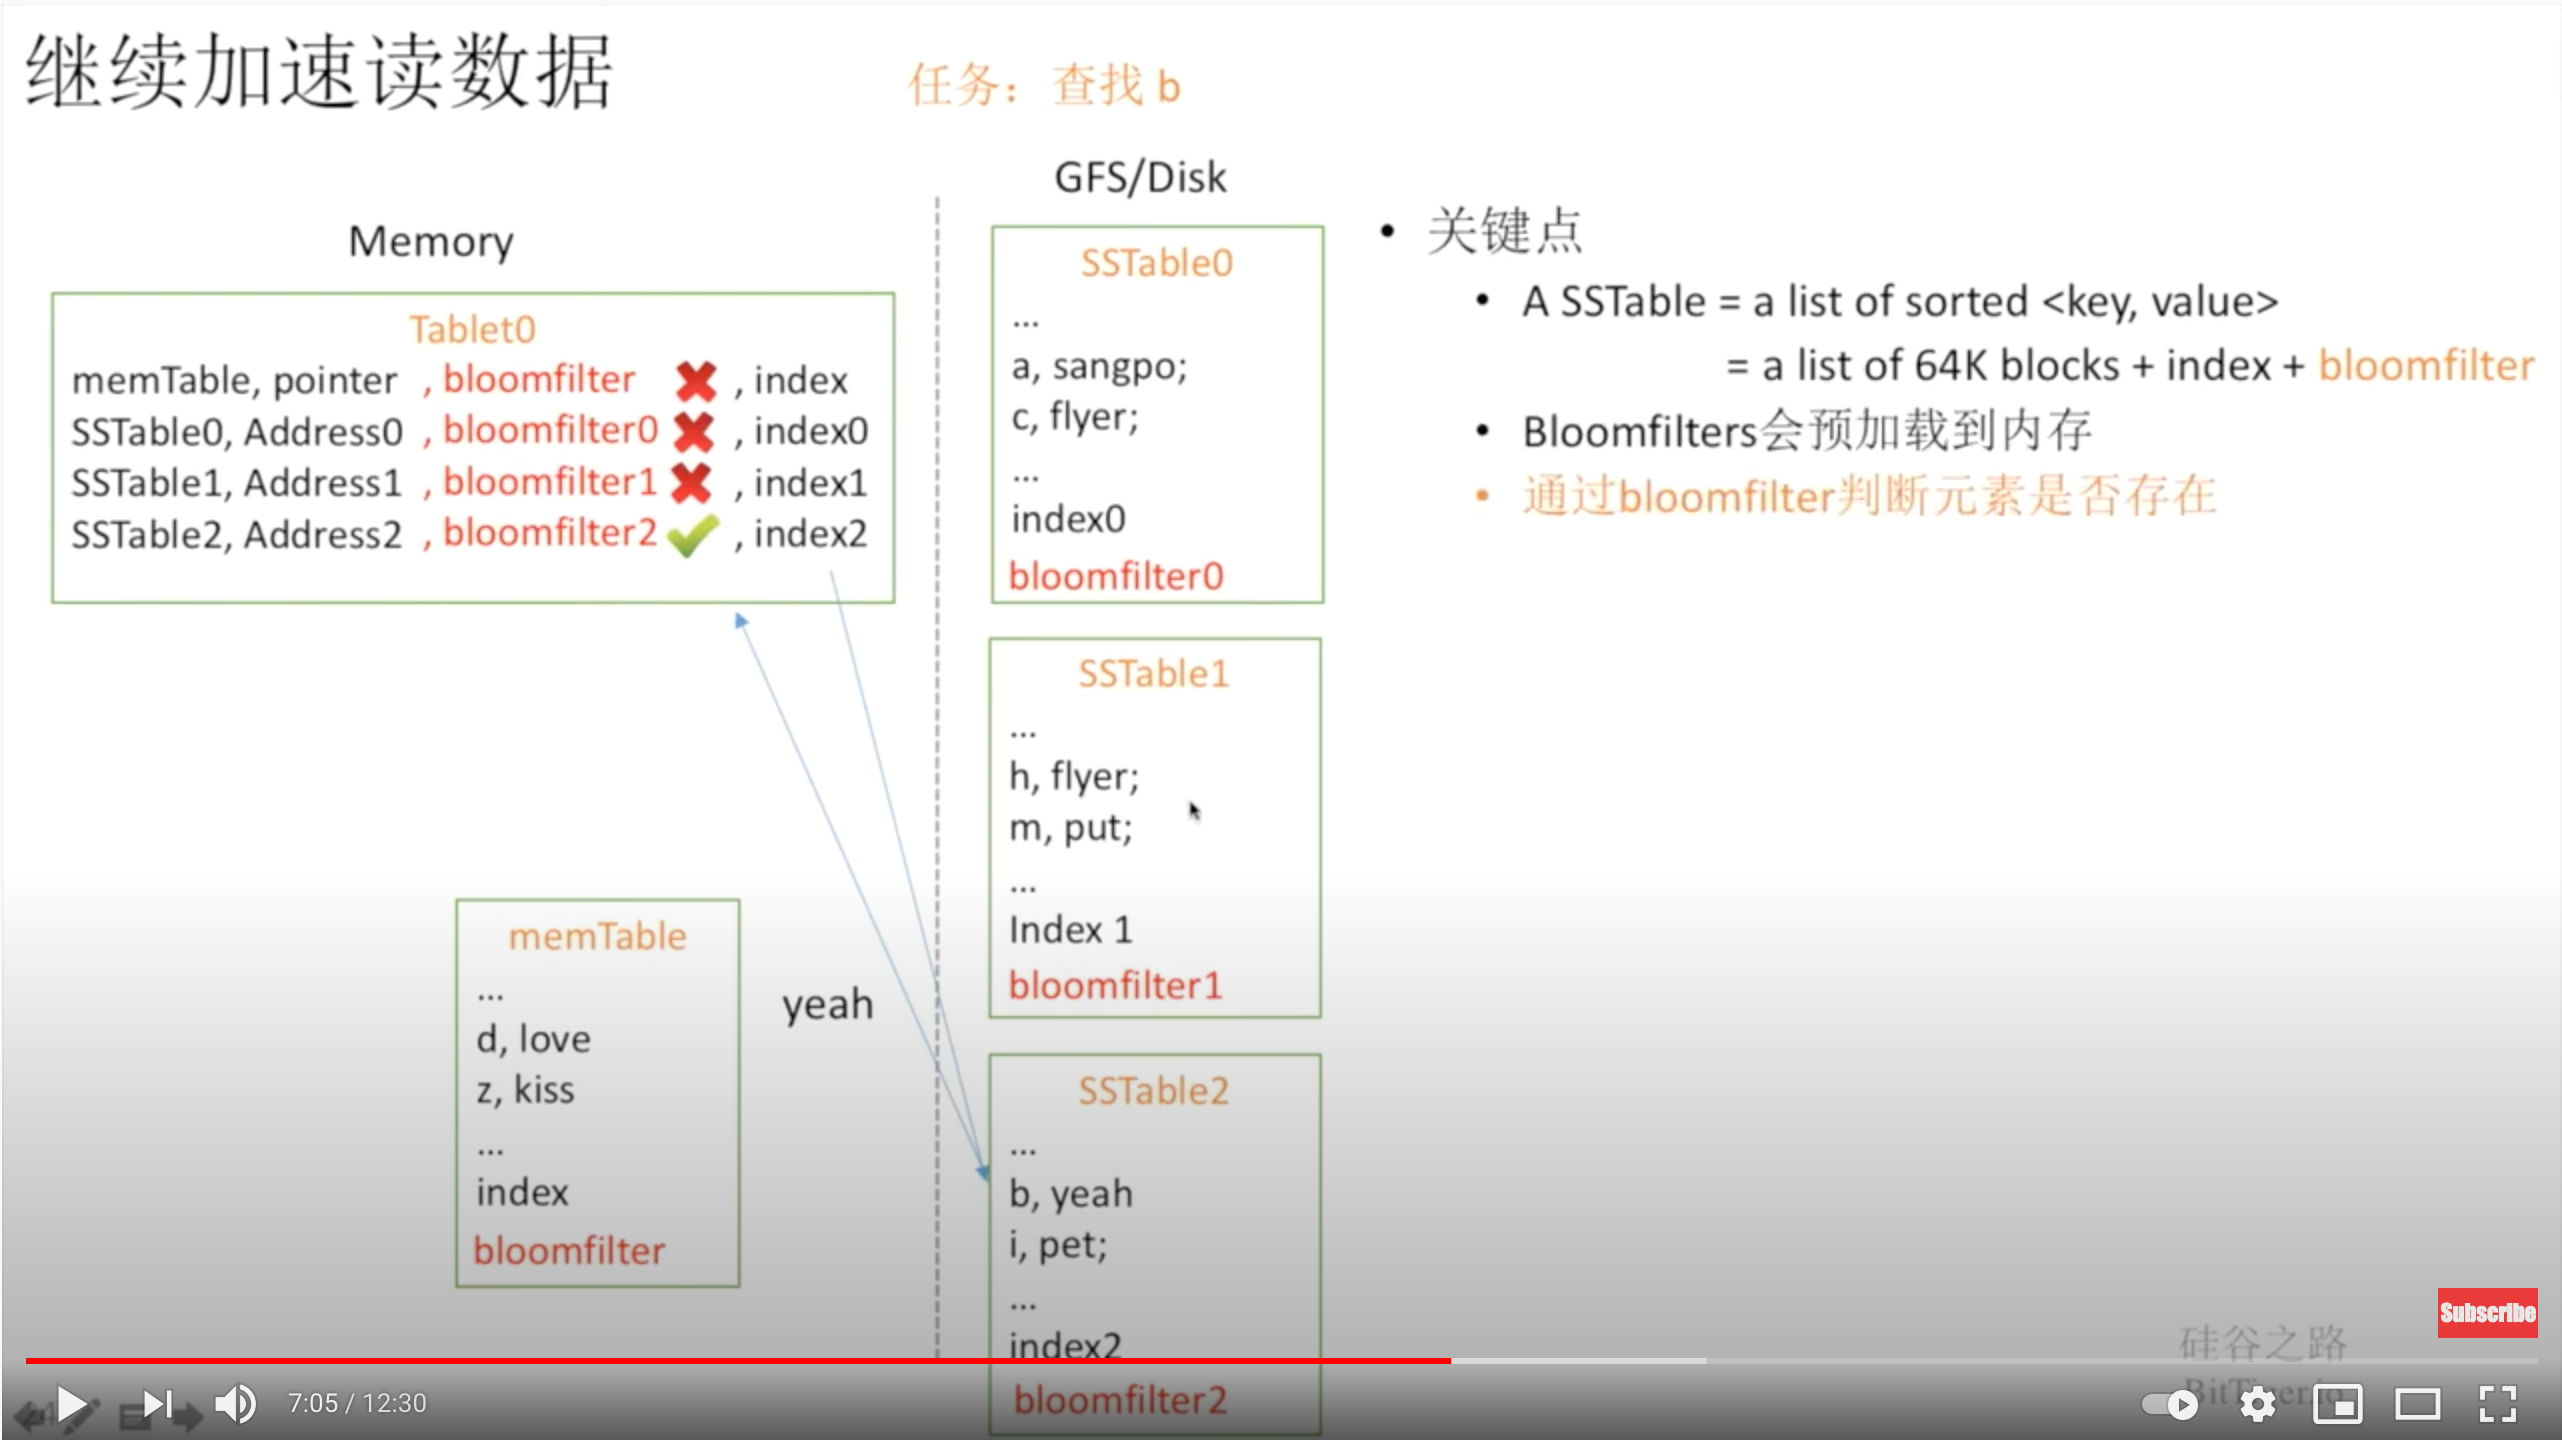 继续加速读数据
任务：查找 b
Memory
Tablet0
memTable, pointer , bloomfilter , index
SSTable0, Address0 , bloomfilter0 , index0
SSTable1, Address1 , bloomfilter1 , index1
SSTable2, Address2 , bloomfilter2 , index2
memTable
...
d, love
z, kiss
...
index
bloomfilter
yeah
GFS/Disk
SSTable0
...
a, sangpo;
c, flyer;
...
index0
bloomfilter0
SSTable1
...
h, flyer;
m, put;
...
Index 1
bloomfilter1
SSTable2
...
b, yeah
i, pet;
...
index2
bloomfilter2
• 关键点
• A SSTable = a list of sorted <key, value>
= a list of 64K blocks + index + bloomfilter
• Bloomfilters会预加载到内存
• 通过bloomfilter判断元素是否存在
Subscribe
硅谷之路
BitTiger.io
7:05 / 12:30